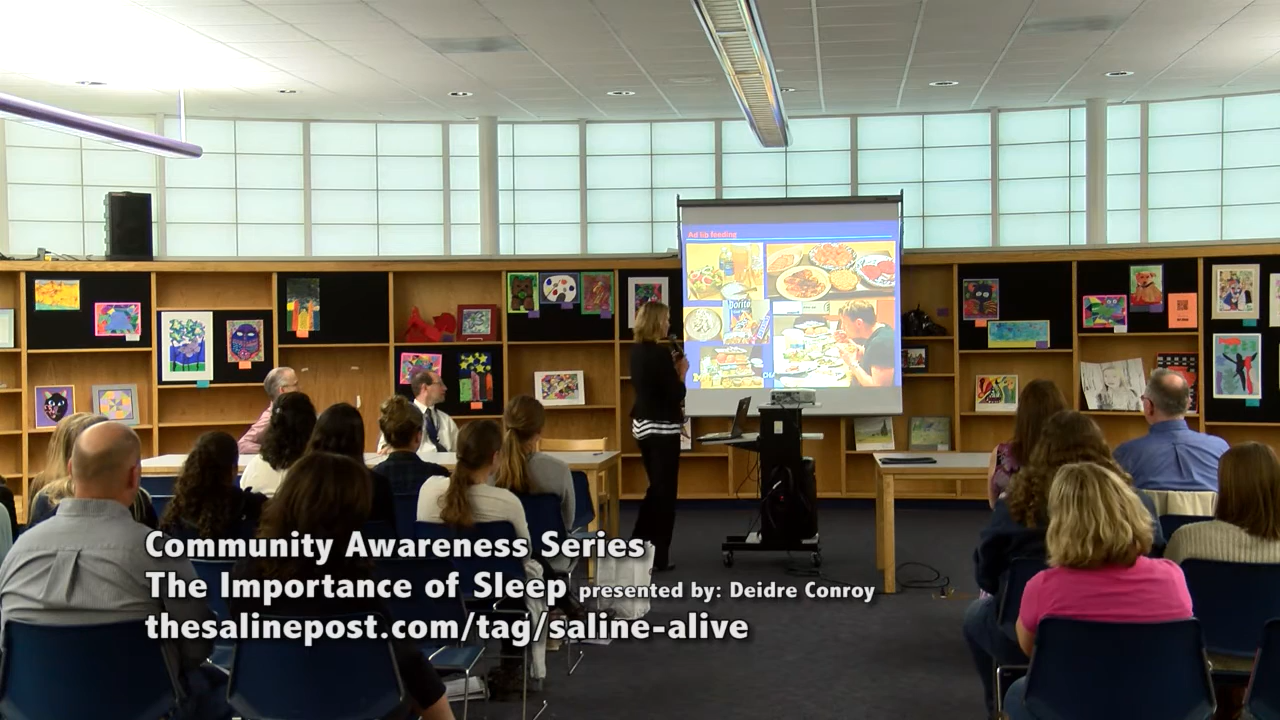 Ad lib feeding
Community Awareness Series
The Importance of Sleep presented by: Deidre Conroy
thesalinepost.com/tag/saline-alive